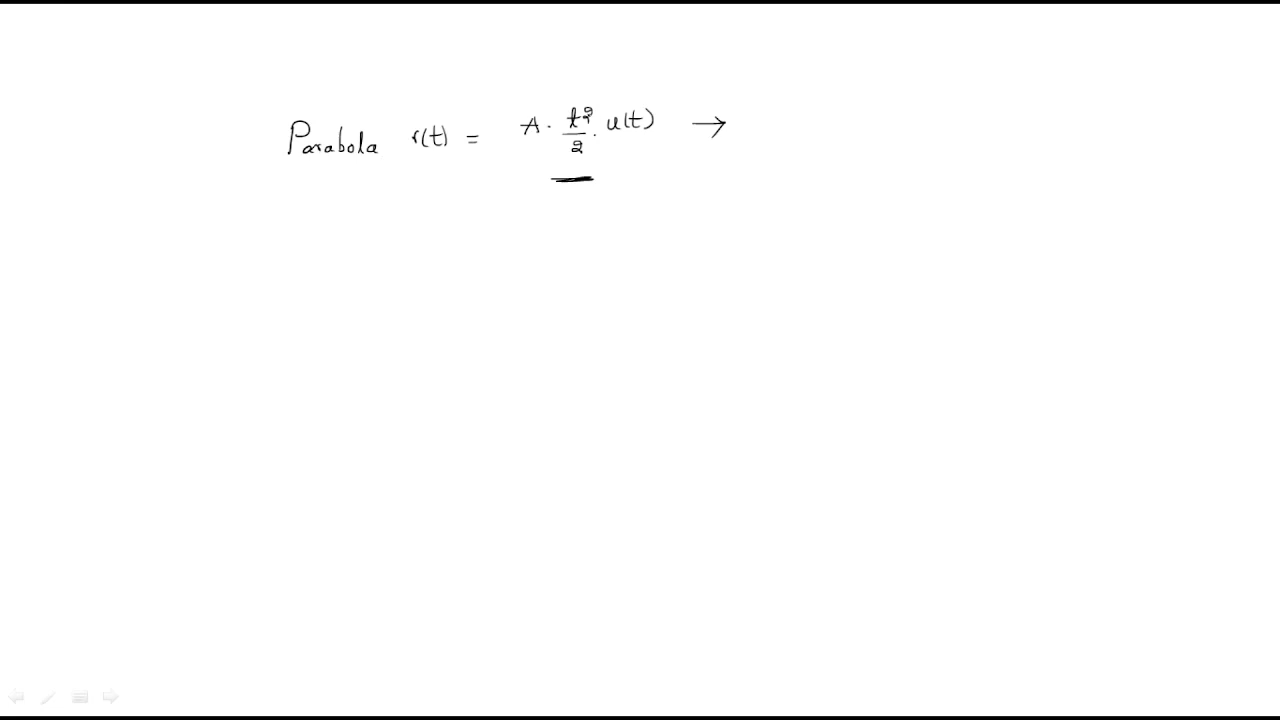 Parabola r(t) = A · t²/2 · u(t) →